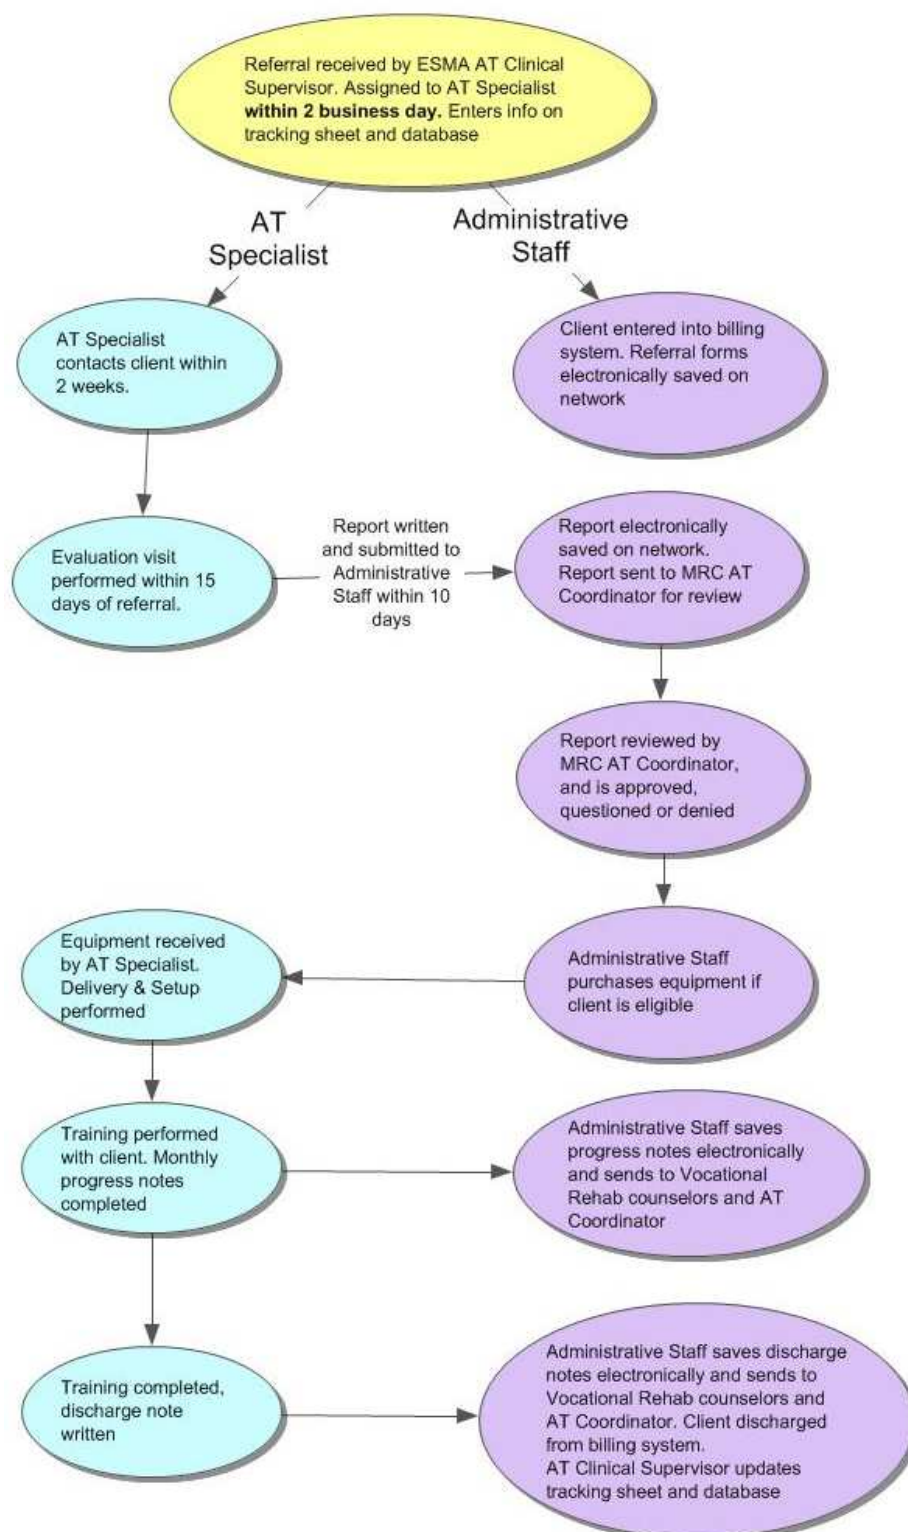 Referral received by ESMA AT Clinical
Supervisor. Assigned to AT Specialist
within 2 business day. Enters info on
tracking sheet and database
AT
Specialist
Administrative
Staff
AT Specialist
contacts client within
2 weeks.
Client entered into billing
system. Referral forms
electronically saved on
network
Evaluation visit
performed within 15
days of referral.
Report written
and submitted to
Administrative
Staff within 10
days
Report electronically
saved on network.
Report sent to MRC AT
Coordinator for review
Report reviewed by
MRC AT Coordinator,
and is approved,
questioned or denied
Equipment received
by AT Specialist.
Delivery & Setup
performed
Administrative Staff
purchases equipment if
client is eligible
Training performed
with client. Monthly
progress notes
completed
Administrative Staff saves
progress notes electronically
and sends to Vocational
Rehab counselors and AT
Coordinator
Training completed,
discharge note
written
Administrative Staff saves discharge
notes electronically and sends to
Vocational Rehab counselors and
AT Coordinator. Client discharged
from billing system.
AT Clinical Supervisor updates
tracking sheet and database